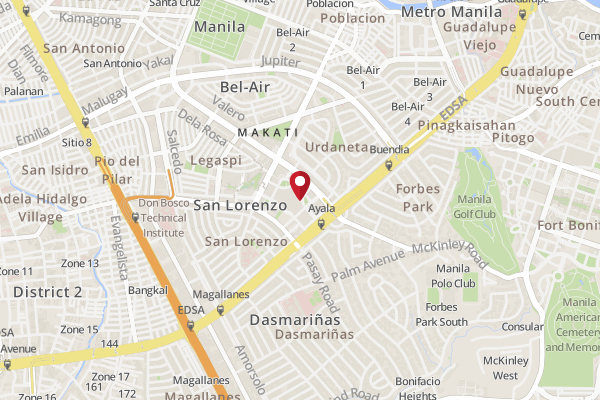 Kamagong
Santa Cruz
Manila
Poblacion
Poblacion
Metro Manila
Guadalupe
Guadalupe
Viejo
San Antonio
Bel-Air
2
Filmore
Dian
San Antonio
Yakal
Jupiter
Bel-Air
1
Bel-Air
3
Guadalupe
Nuevo
Palanan
Malugay
Bel-Air
Valero
Bel-Air
4
EDSA
South Ce
Emilia
Sitio 8
Dela Rosa
MAKATI
Pinagkaisahan
Pitogo
Salcedo
Urdaneta
Buendia
San Isidro
Rio del
Pilar
Legaspi
Adela Hidalgo
Village
Don Bosco
Technical
Institute
San Lorenzo
Ayala
Forbes
Park
Manila
Golf Club
Fort Boni
Evangelista
San Lorenzo
McKinley Road
Zone 11
Zone 13
Pasay Road
Palm Avenue
Manila
Polo Club
District 2
Bangkal
Magallanes
Forbes
Park South
Manila
American
Cemetery
and Memor
EDSA
Dasmariñas
Dasmariñas
Consular
Zone 15
EDSA
Avenue
144
McKinley
West
Zone 17
161
172
Zone 16
Magallanes
Amorsolo
Bonifacio
Heights
nd Road